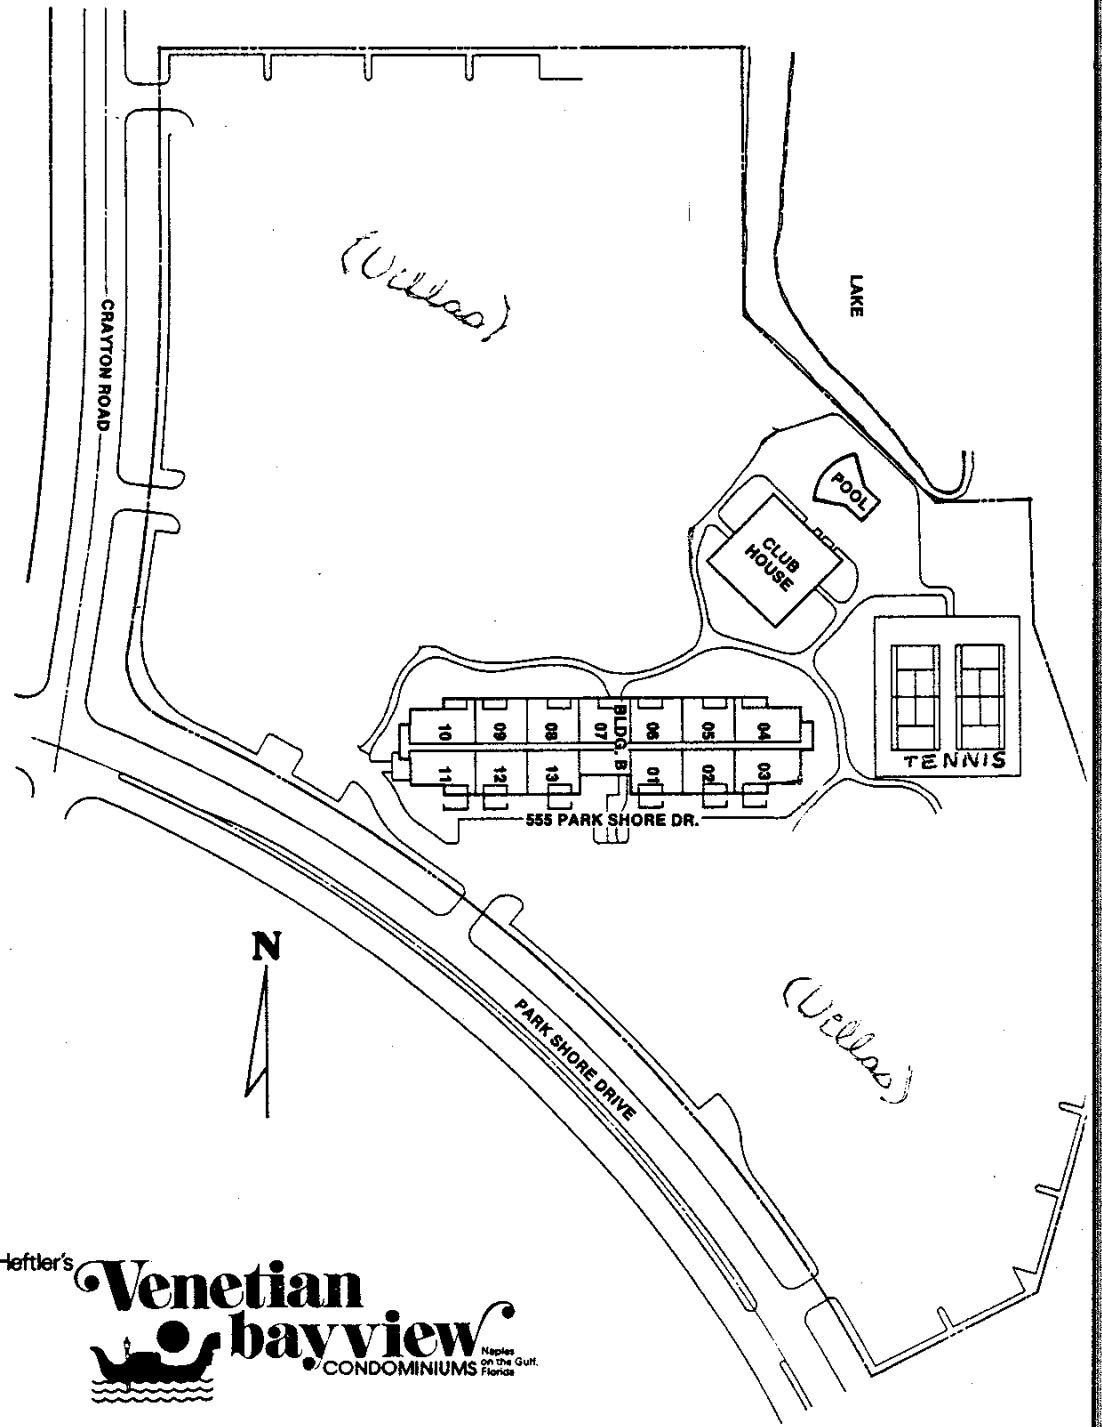 (Villas)
LAKE
CRAYTON ROAD
POOL
CLUB
HOUSE
10 09 08 07 06 05 04
BLDG. B
11 12 13 01 02 03
TENNIS
555 PARK SHORE DR.
N
(Villas)
PARK SHORE DRIVE
Heftler's
Venetian
bayview
CONDOMINIUMS
Naples
on the Gulf,
Florida